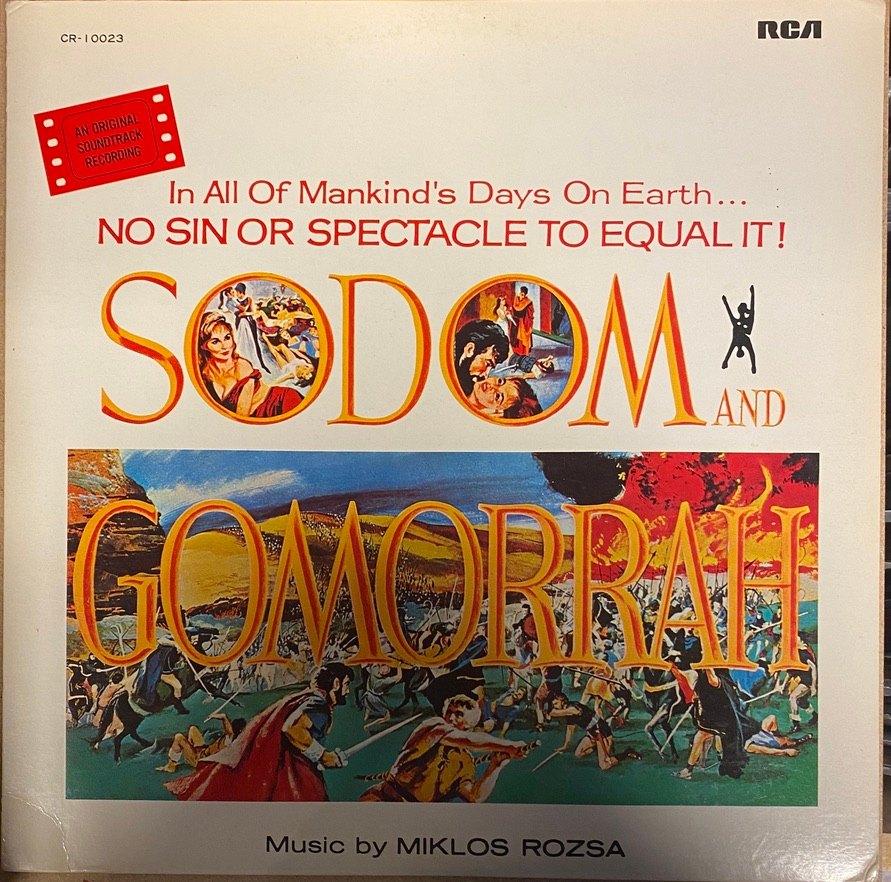 CR-10023
RCA
AN ORIGINAL
SOUNDTRACK
RECORDING
In All Of Mankind's Days On Earth...
NO SIN OR SPECTACLE TO EQUAL IT!
SODOM
AND
GOMORRAH
Music by MIKLOS ROZSA